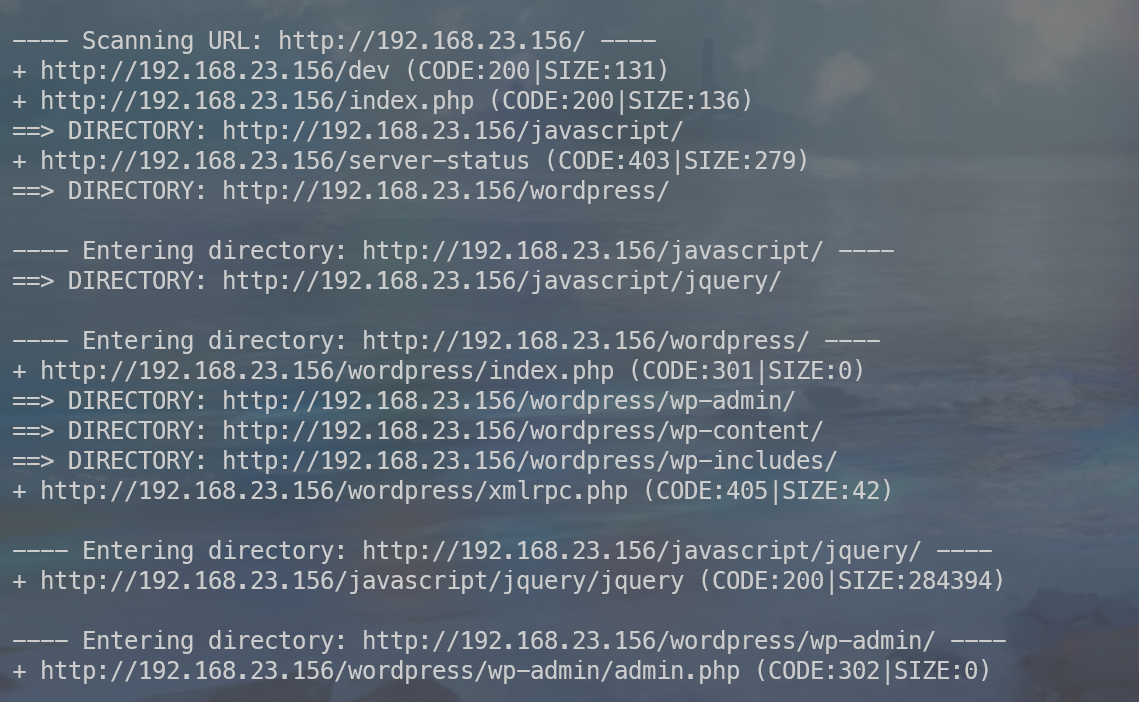 ---- Scanning URL: http://192.168.23.156/ ----
+ http://192.168.23.156/dev (CODE:200|SIZE:131)
+ http://192.168.23.156/index.php (CODE:200|SIZE:136)
==> DIRECTORY: http://192.168.23.156/javascript/
+ http://192.168.23.156/server-status (CODE:403|SIZE:279)
==> DIRECTORY: http://192.168.23.156/wordpress/
---- Entering directory: http://192.168.23.156/javascript/ ----
==> DIRECTORY: http://192.168.23.156/javascript/jquery/
---- Entering directory: http://192.168.23.156/wordpress/ ----
+ http://192.168.23.156/wordpress/index.php (CODE:301|SIZE:0)
==> DIRECTORY: http://192.168.23.156/wordpress/wp-admin/
==> DIRECTORY: http://192.168.23.156/wordpress/wp-content/
==> DIRECTORY: http://192.168.23.156/wordpress/wp-includes/
+ http://192.168.23.156/wordpress/xmlrpc.php (CODE:405|SIZE:42)
---- Entering directory: http://192.168.23.156/javascript/jquery/ ----
+ http://192.168.23.156/javascript/jquery/jquery (CODE:200|SIZE:284394)
---- Entering directory: http://192.168.23.156/wordpress/wp-admin/ ----
+ http://192.168.23.156/wordpress/wp-admin/admin.php (CODE:302|SIZE:0)